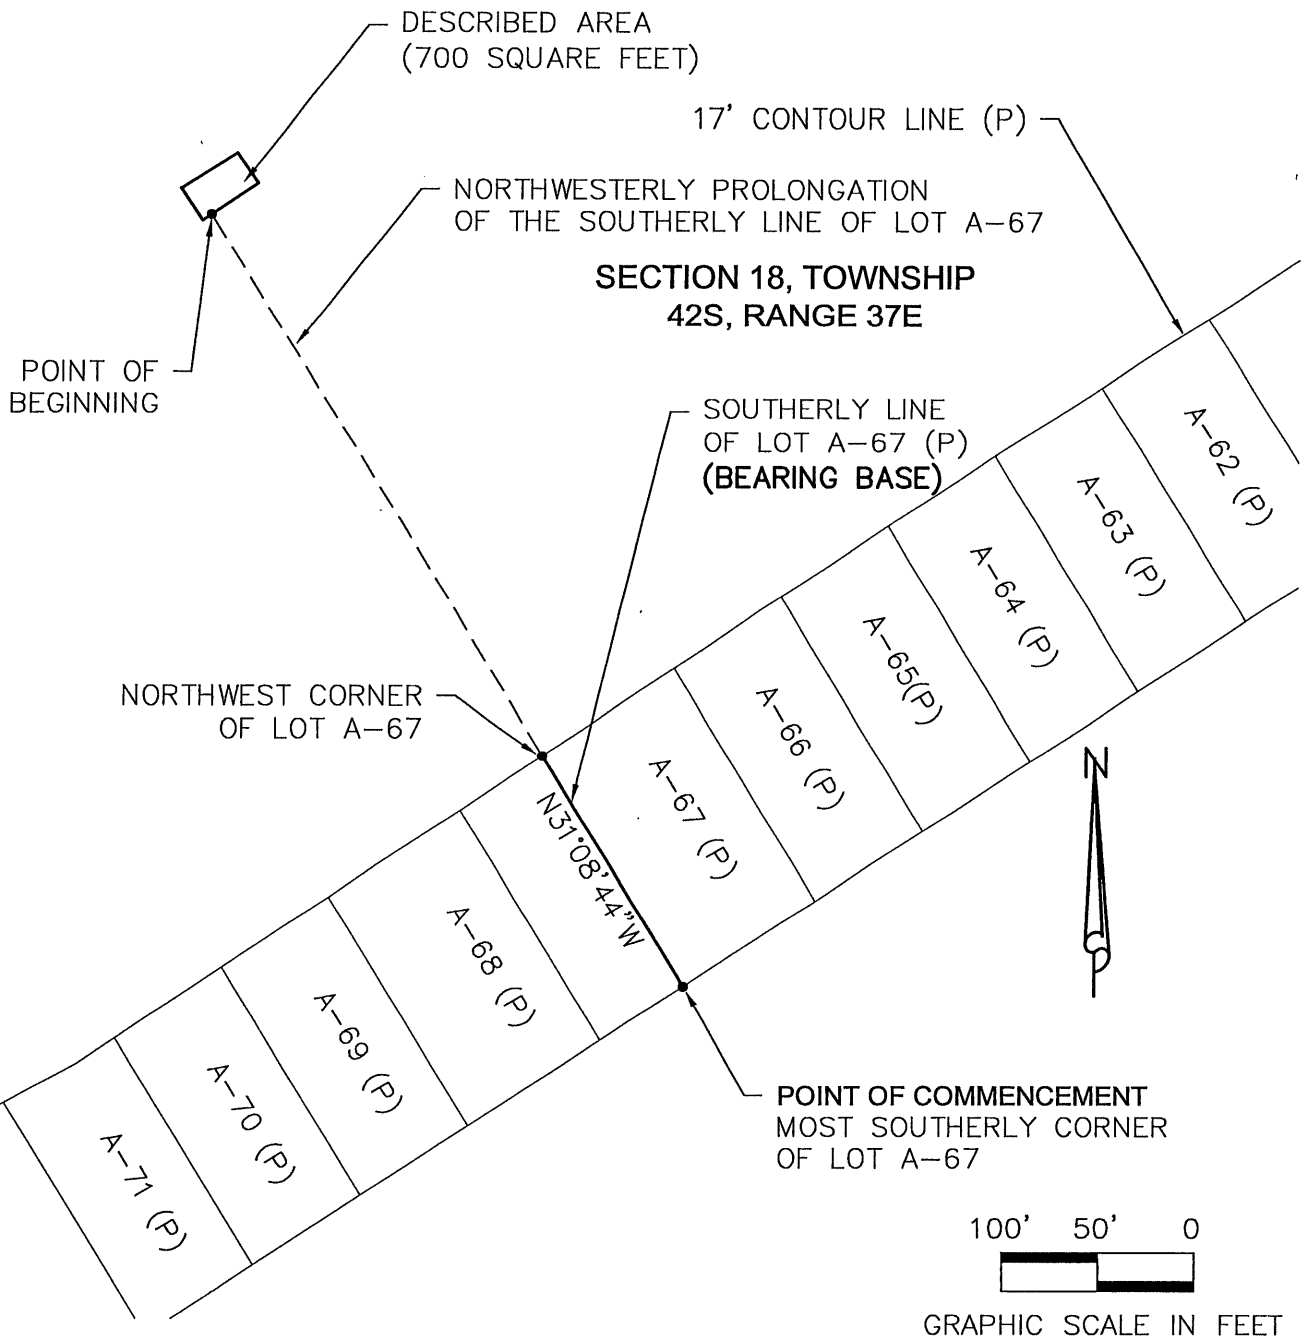 DESCRIBED AREA
(700 SQUARE FEET)
17' CONTOUR LINE (P)
NORTHWESTERLY PROLONGATION
OF THE SOUTHERLY LINE OF LOT A-67
SECTION 18, TOWNSHIP
42S, RANGE 37E
POINT OF
BEGINNING
SOUTHERLY LINE
OF LOT A-67 (P)
(BEARING BASE)
A-62 (P)
A-63 (P)
A-64 (P)
A-65(P)
A-66 (P)
A-67 (P)
NORTHWEST CORNER
OF LOT A-67
N31°08'44"W
N
A-68 (P)
A-69 (P)
A-70 (P)
A-71 (P)
POINT OF COMMENCEMENT
MOST SOUTHERLY CORNER
OF LOT A-67
100' 50' 0
GRAPHIC SCALE IN FEET